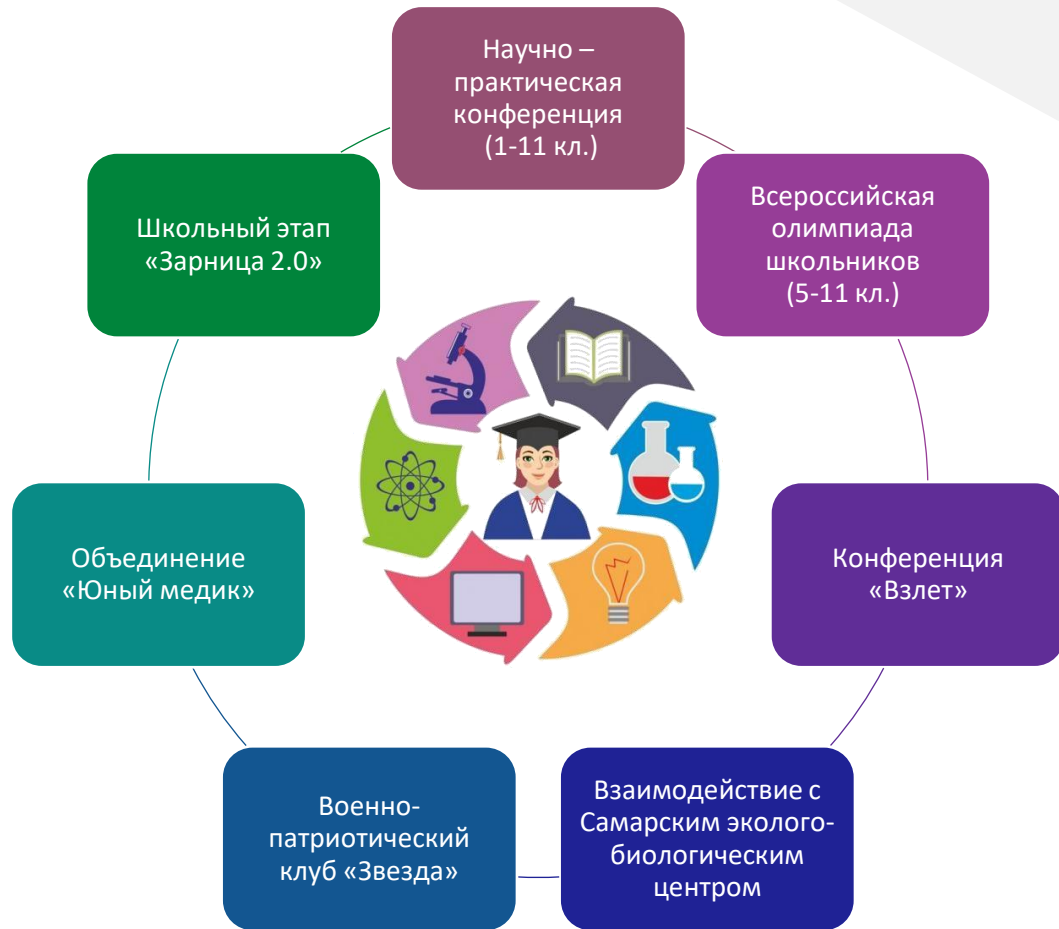 Научно –
практическая
конференция
(1-11 кл.)
Всероссийская
олимпиада
школьников
(5-11 кл.)
Конференция
«Взлет»
Взаимодействие с
Самарским эколого-
биологическим
центром
Военно-
патриотический
клуб «Звезда»
Объединение
«Юный медик»
Школьный этап
«Зарница 2.0»